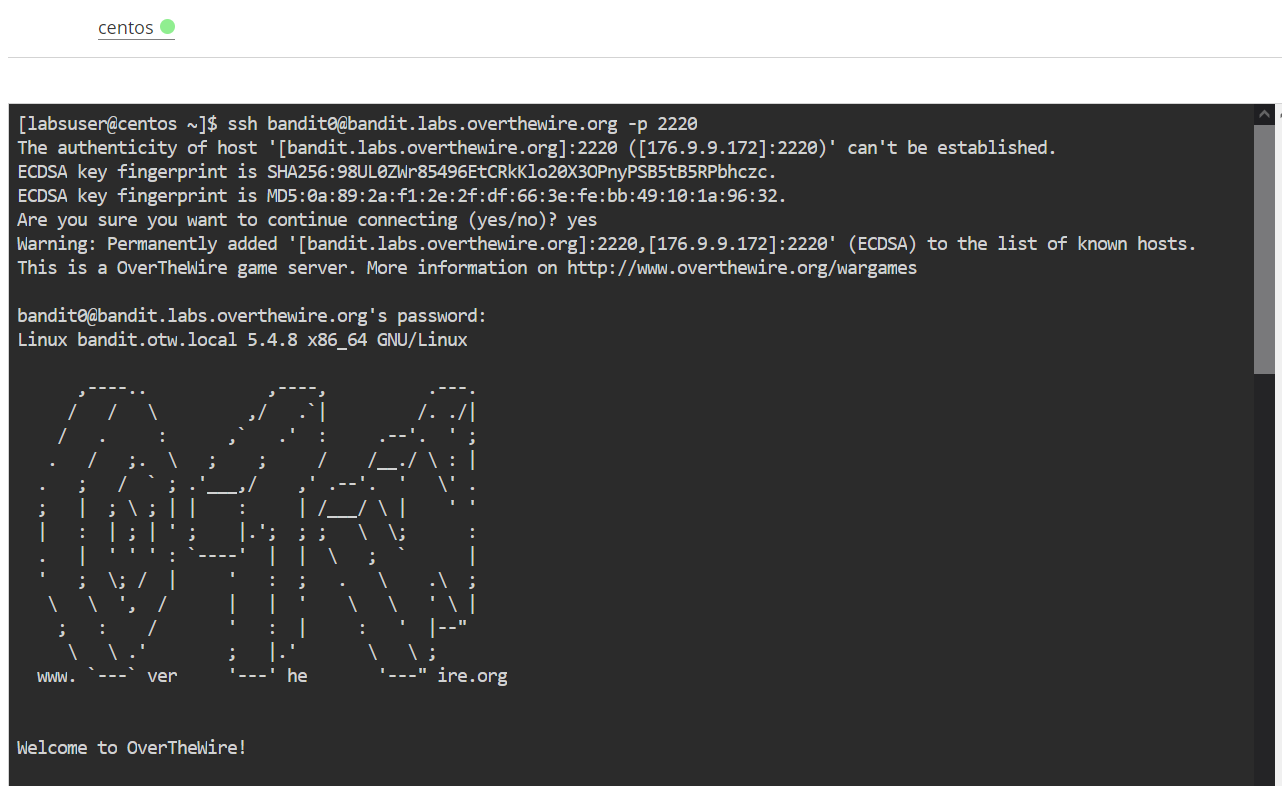 centos
[labsuser@centos ~]$ ssh bandit0@bandit.labs.overthewire.org -p 2220
The authenticity of host '[bandit.labs.overthewire.org]:2220 ([176.9.9.172]:2220)' can't be established.
ECDSA key fingerprint is SHA256:98UL0ZWr85496EtCRkKlo20X3OPnyPSB5tB5RPbhczc.
ECDSA key fingerprint is MD5:0a:89:2a:f1:2e:2f:df:66:3e:fe:bb:49:10:1a:96:32.
Are you sure you want to continue connecting (yes/no)? yes
Warning: Permanently added '[bandit.labs.overthewire.org]:2220,[176.9.9.172]:2220' (ECDSA) to the list of known hosts.
This is a OverTheWire game server. More information on http://www.overthewire.org/wargames
bandit0@bandit.labs.overthewire.org's password:
Linux bandit.otw.local 5.4.8 x86_64 GNU/Linux
www. `---` ver '---' he '---" ire.org
Welcome to OverTheWire!